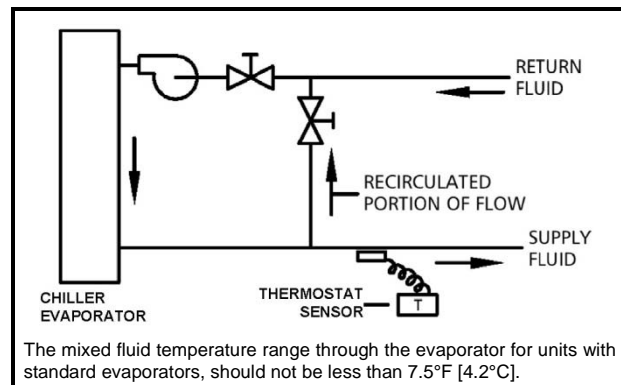 RETURN
FLUID
RECIRCULATED
PORTION OF FLOW
SUPPLY
FLUID
CHILLER
EVAPORATOR
THERMOSTAT
SENSOR
T
The mixed fluid temperature range through the evaporator for units with
standard evaporators, should not be less than 7.5°F [4.2°C].